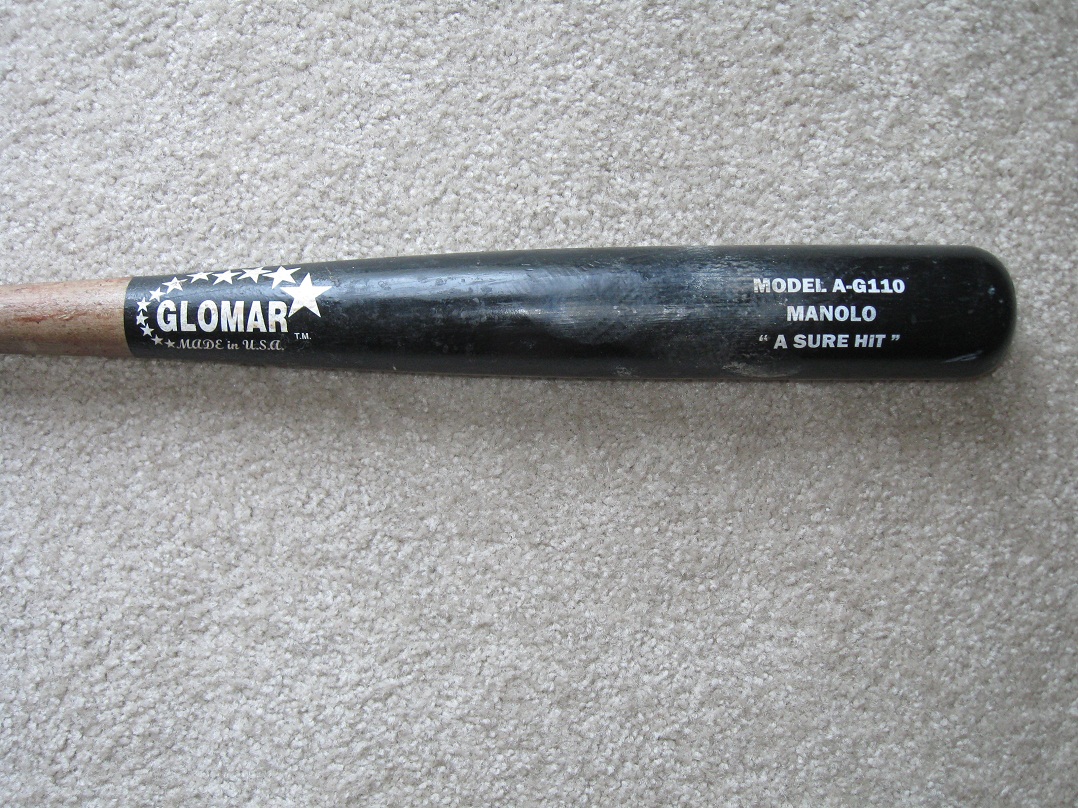 GLOMAR
T.M.
MADE in U.S.A.
MODEL A-G110
MANOLO
“ A SURE HIT ”